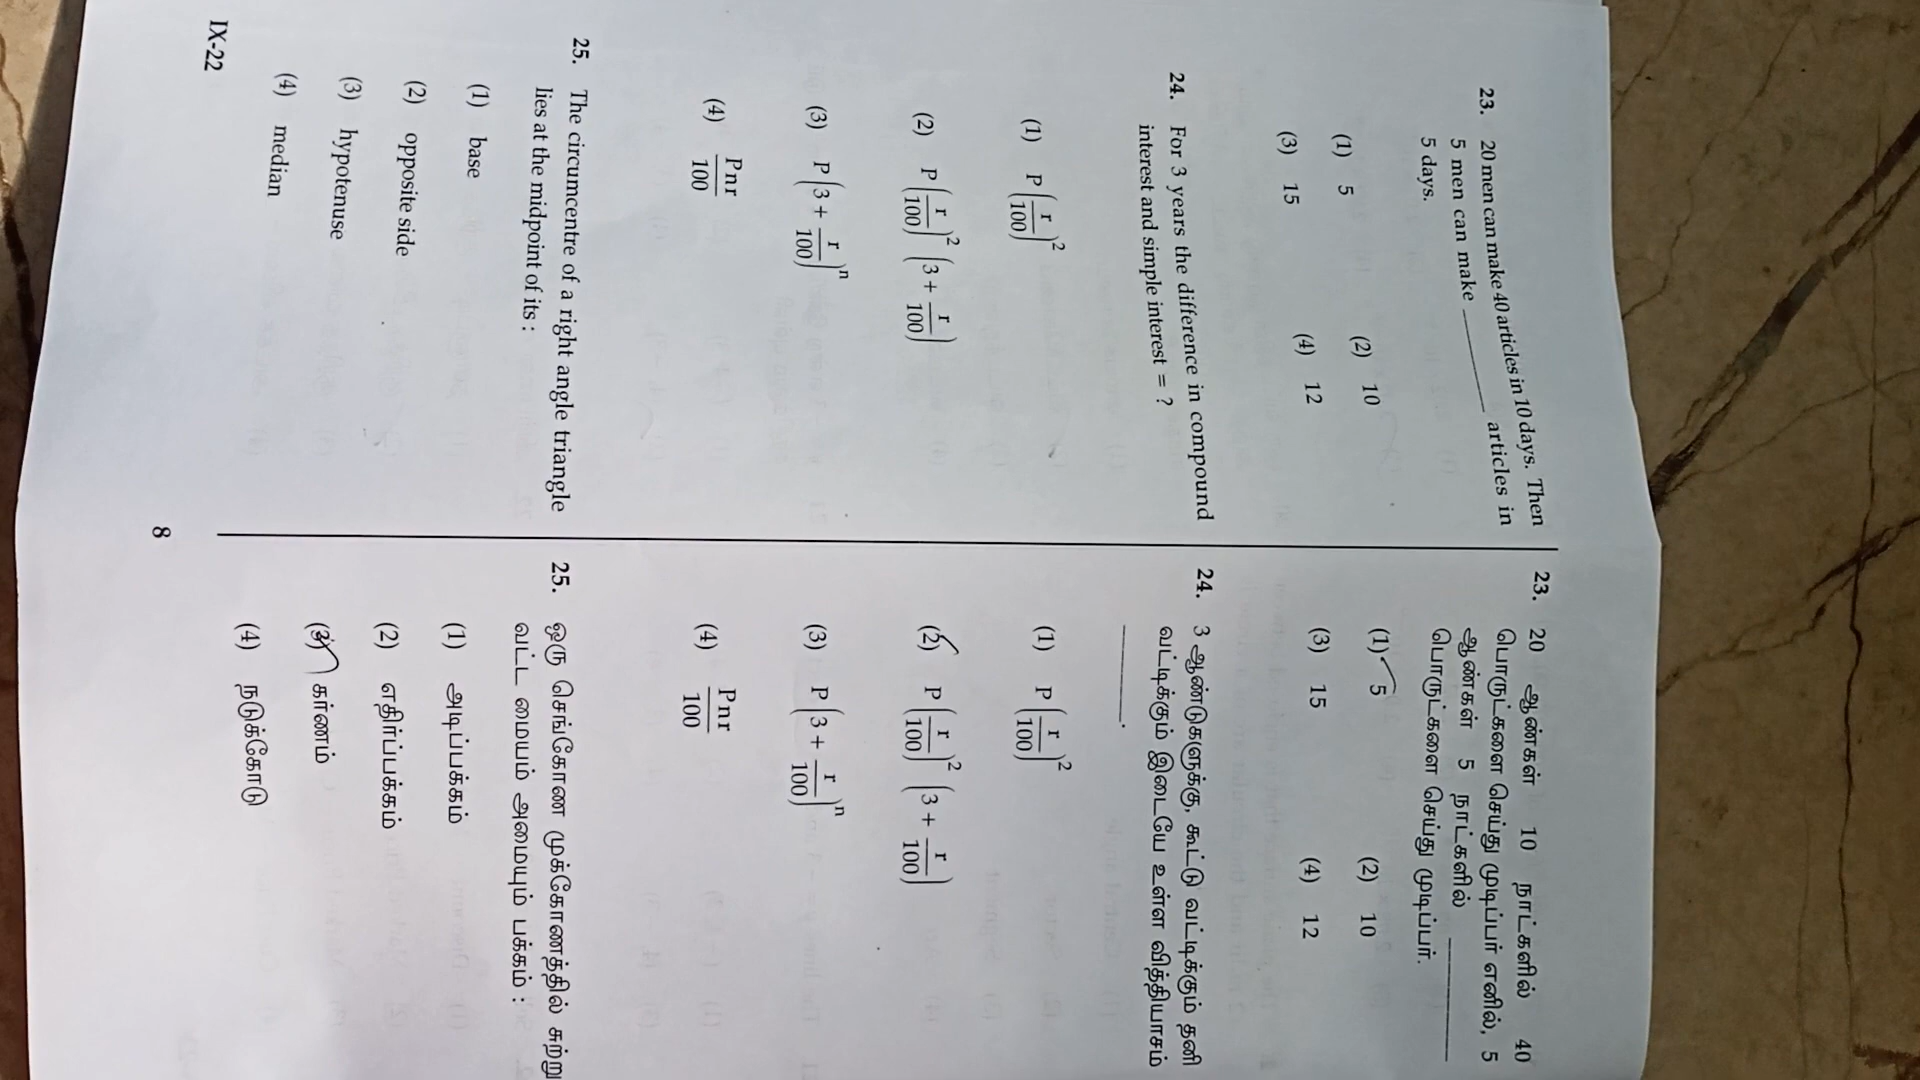 23. 20 men can make 40 articles in 10 days. Then
5 men can make ________ articles in
5 days.
(1) 5 (2) 10
(3) 15 (4) 12
24. For 3 years the difference in compound
interest and simple interest = ?
(1) P(r/100)²
(2) P(r/100)² (3 + r/100)
(3) P(3 + r/100)ⁿ
(4) Pnr/100
25. The circumcentre of a right angle triangle
lies at the midpoint of its :
(1) base
(2) opposite side
(3) hypotenuse
(4) median
IX-22
23. 20 ஆண்கள் 10 நாட்களில் 40
பொருட்களை செய்து முடிப்பர் எனில், 5
ஆண்கள் 5 நாட்களில் ________
பொருட்களை செய்து முடிப்பர்.
(1) 5 (2) 10
(3) 15 (4) 12
24. 3 ஆண்டுகளுக்கு, கூட்டு வட்டிக்கும் தனி
வட்டிக்கும் இடையே உள்ள வித்தியாசம்
________.
(1) P(r/100)²
(2) P(r/100)² (3 + r/100)
(3) P(3 + r/100)ⁿ
(4) Pnr/100
25. ஒரு செங்கோண முக்கோணத்தில் சுற்று
வட்ட மையம் அமையும் பக்கம் :
(1) அடிப்பக்கம்
(2) எதிர்ப்பக்கம்
(3) கர்ணம்
(4) நடுக்கோடு
8